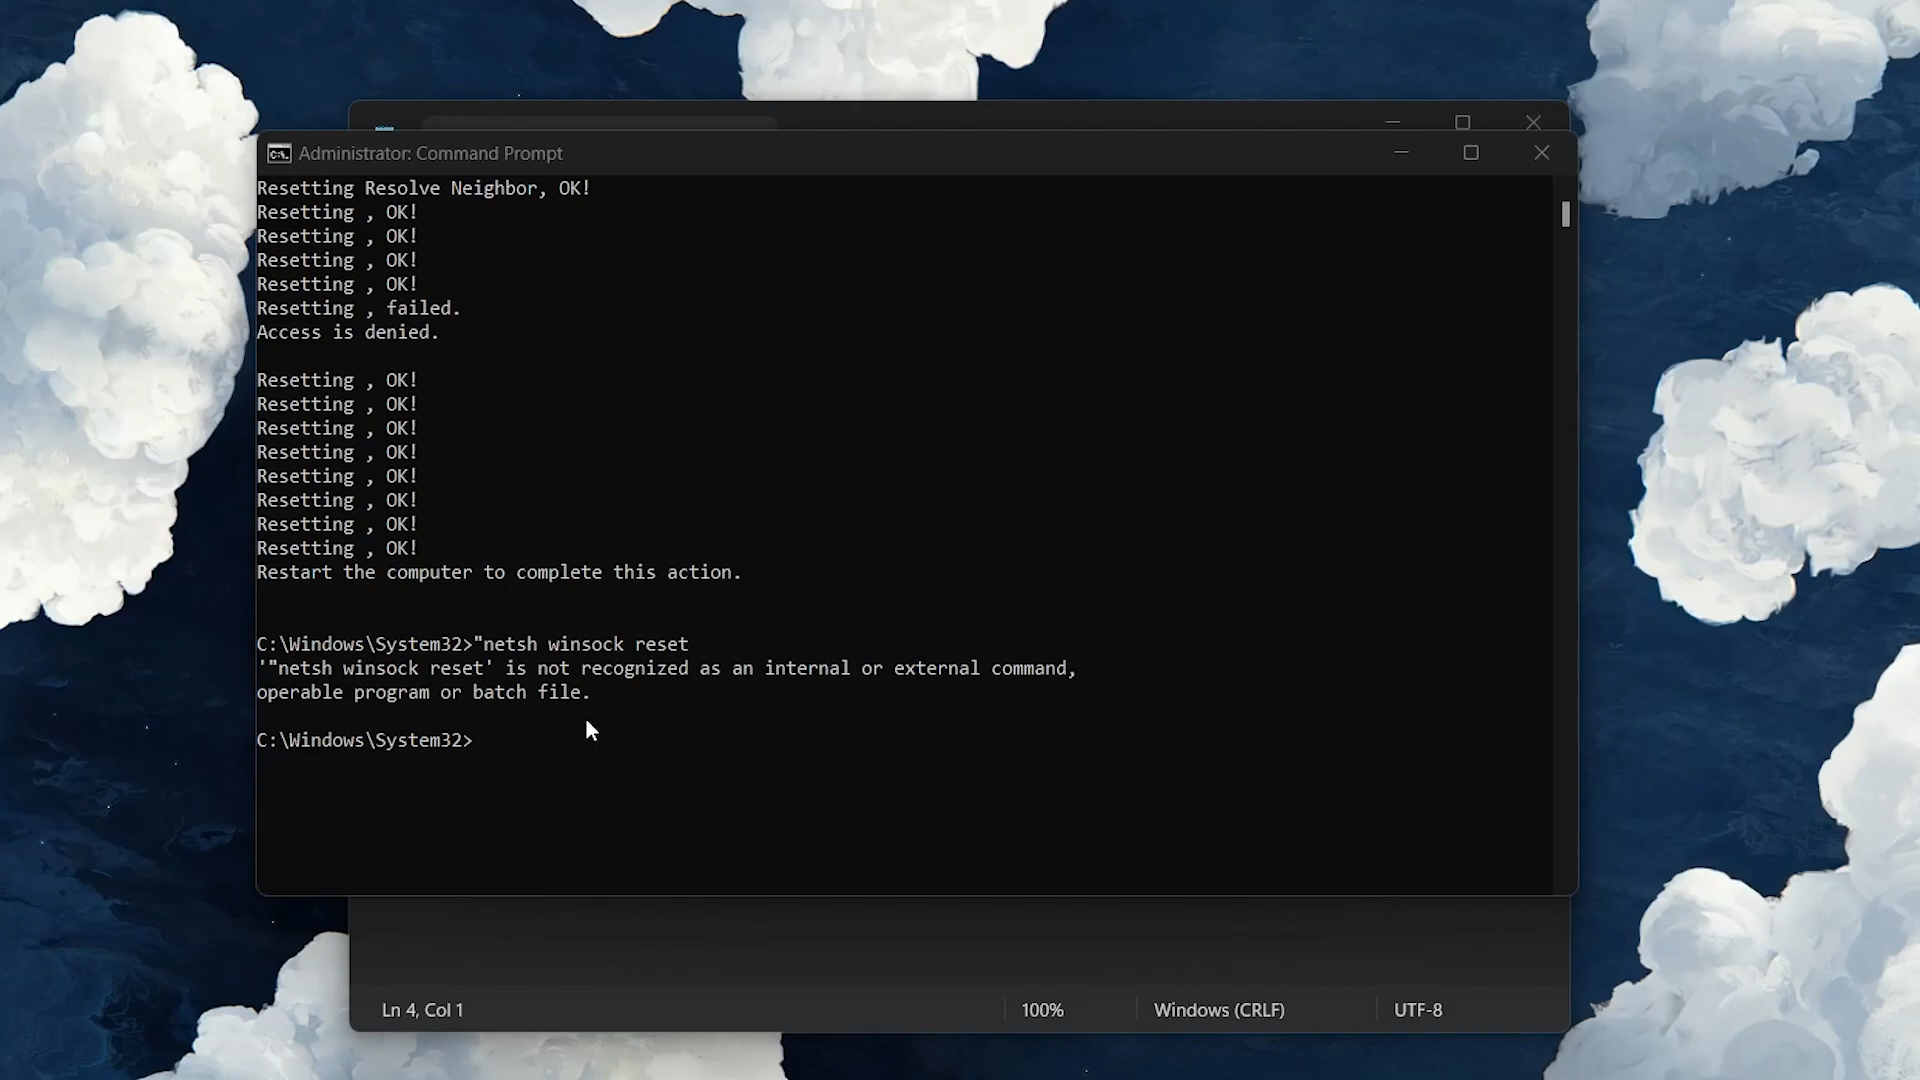 Administrator: Command Prompt
Resetting Resolve Neighbor, OK!
Resetting , OK!
Resetting , OK!
Resetting , OK!
Resetting , OK!
Resetting , failed.
Access is denied.
Resetting , OK!
Resetting , OK!
Resetting , OK!
Resetting , OK!
Resetting , OK!
Resetting , OK!
Resetting , OK!
Resetting , OK!
Restart the computer to complete this action.
C:\Windows\System32>"netsh winsock reset
'"netsh winsock reset' is not recognized as an internal or external command,
operable program or batch file.
C:\Windows\System32>
Ln 4, Col 1
100%
Windows (CRLF)
UTF-8